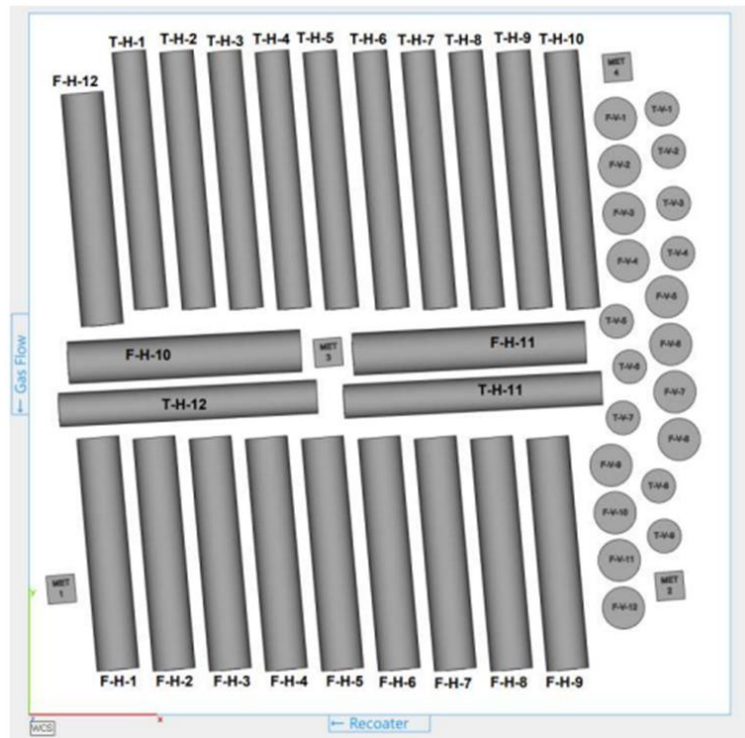 T-H-1 T-H-2 T-H-3 T-H-4 T-H-5 T-H-6 T-H-7 T-H-8 T-H-9 T-H-10
F-H-12
MET
4
F-V-1 T-V-1
F-V-2 T-V-2
F-V-3 T-V-3
F-V-4 T-V-4
F-V-5
T-V-5
F-V-6
T-V-6
F-V-7
T-V-7
F-V-8
F-V-9
T-V-8
F-V-10
T-V-9
F-V-11
MET
2
F-V-12
F-H-10
MET
3
F-H-11
T-H-12
T-H-11
← Gas Flow
MET
1
F-H-1 F-H-2 F-H-3 F-H-4 F-H-5 F-H-6 F-H-7 F-H-8 F-H-9
y
x
WCS
← Recoater